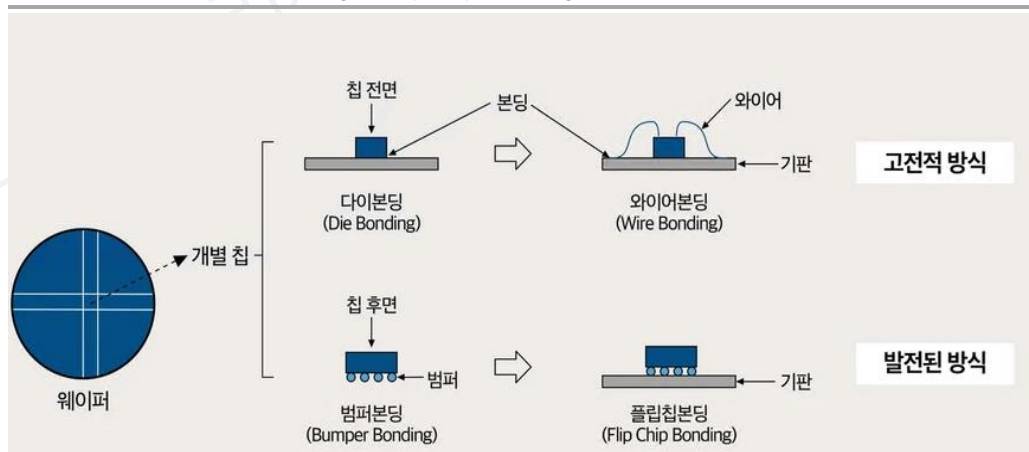 칩 전면
본딩
와이어
기판
고전적 방식
다이본딩
(Die Bonding)
와이어본딩
(Wire Bonding)
개별 칩
웨이퍼
칩 후면
범퍼
기판
발전된 방식
범퍼본딩
(Bumper Bonding)
플립칩본딩
(Flip Chip Bonding)